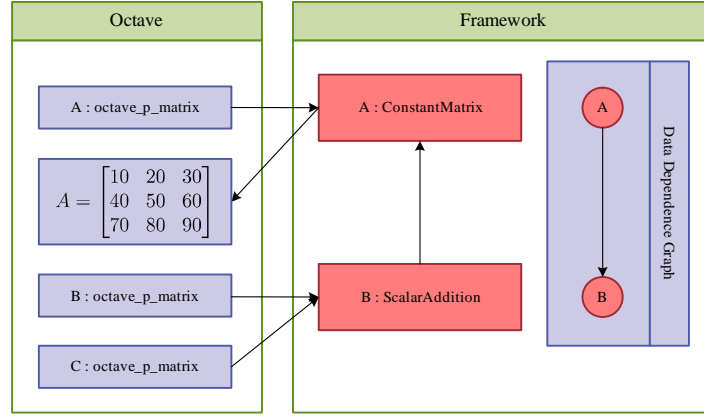 Octave
A : octave_p_matrix
A = [10 20 30
40 50 60
70 80 90]
B : octave_p_matrix
C : octave_p_matrix
Framework
A : ConstantMatrix
B : ScalarAddition
A
B
Data Dependence Graph